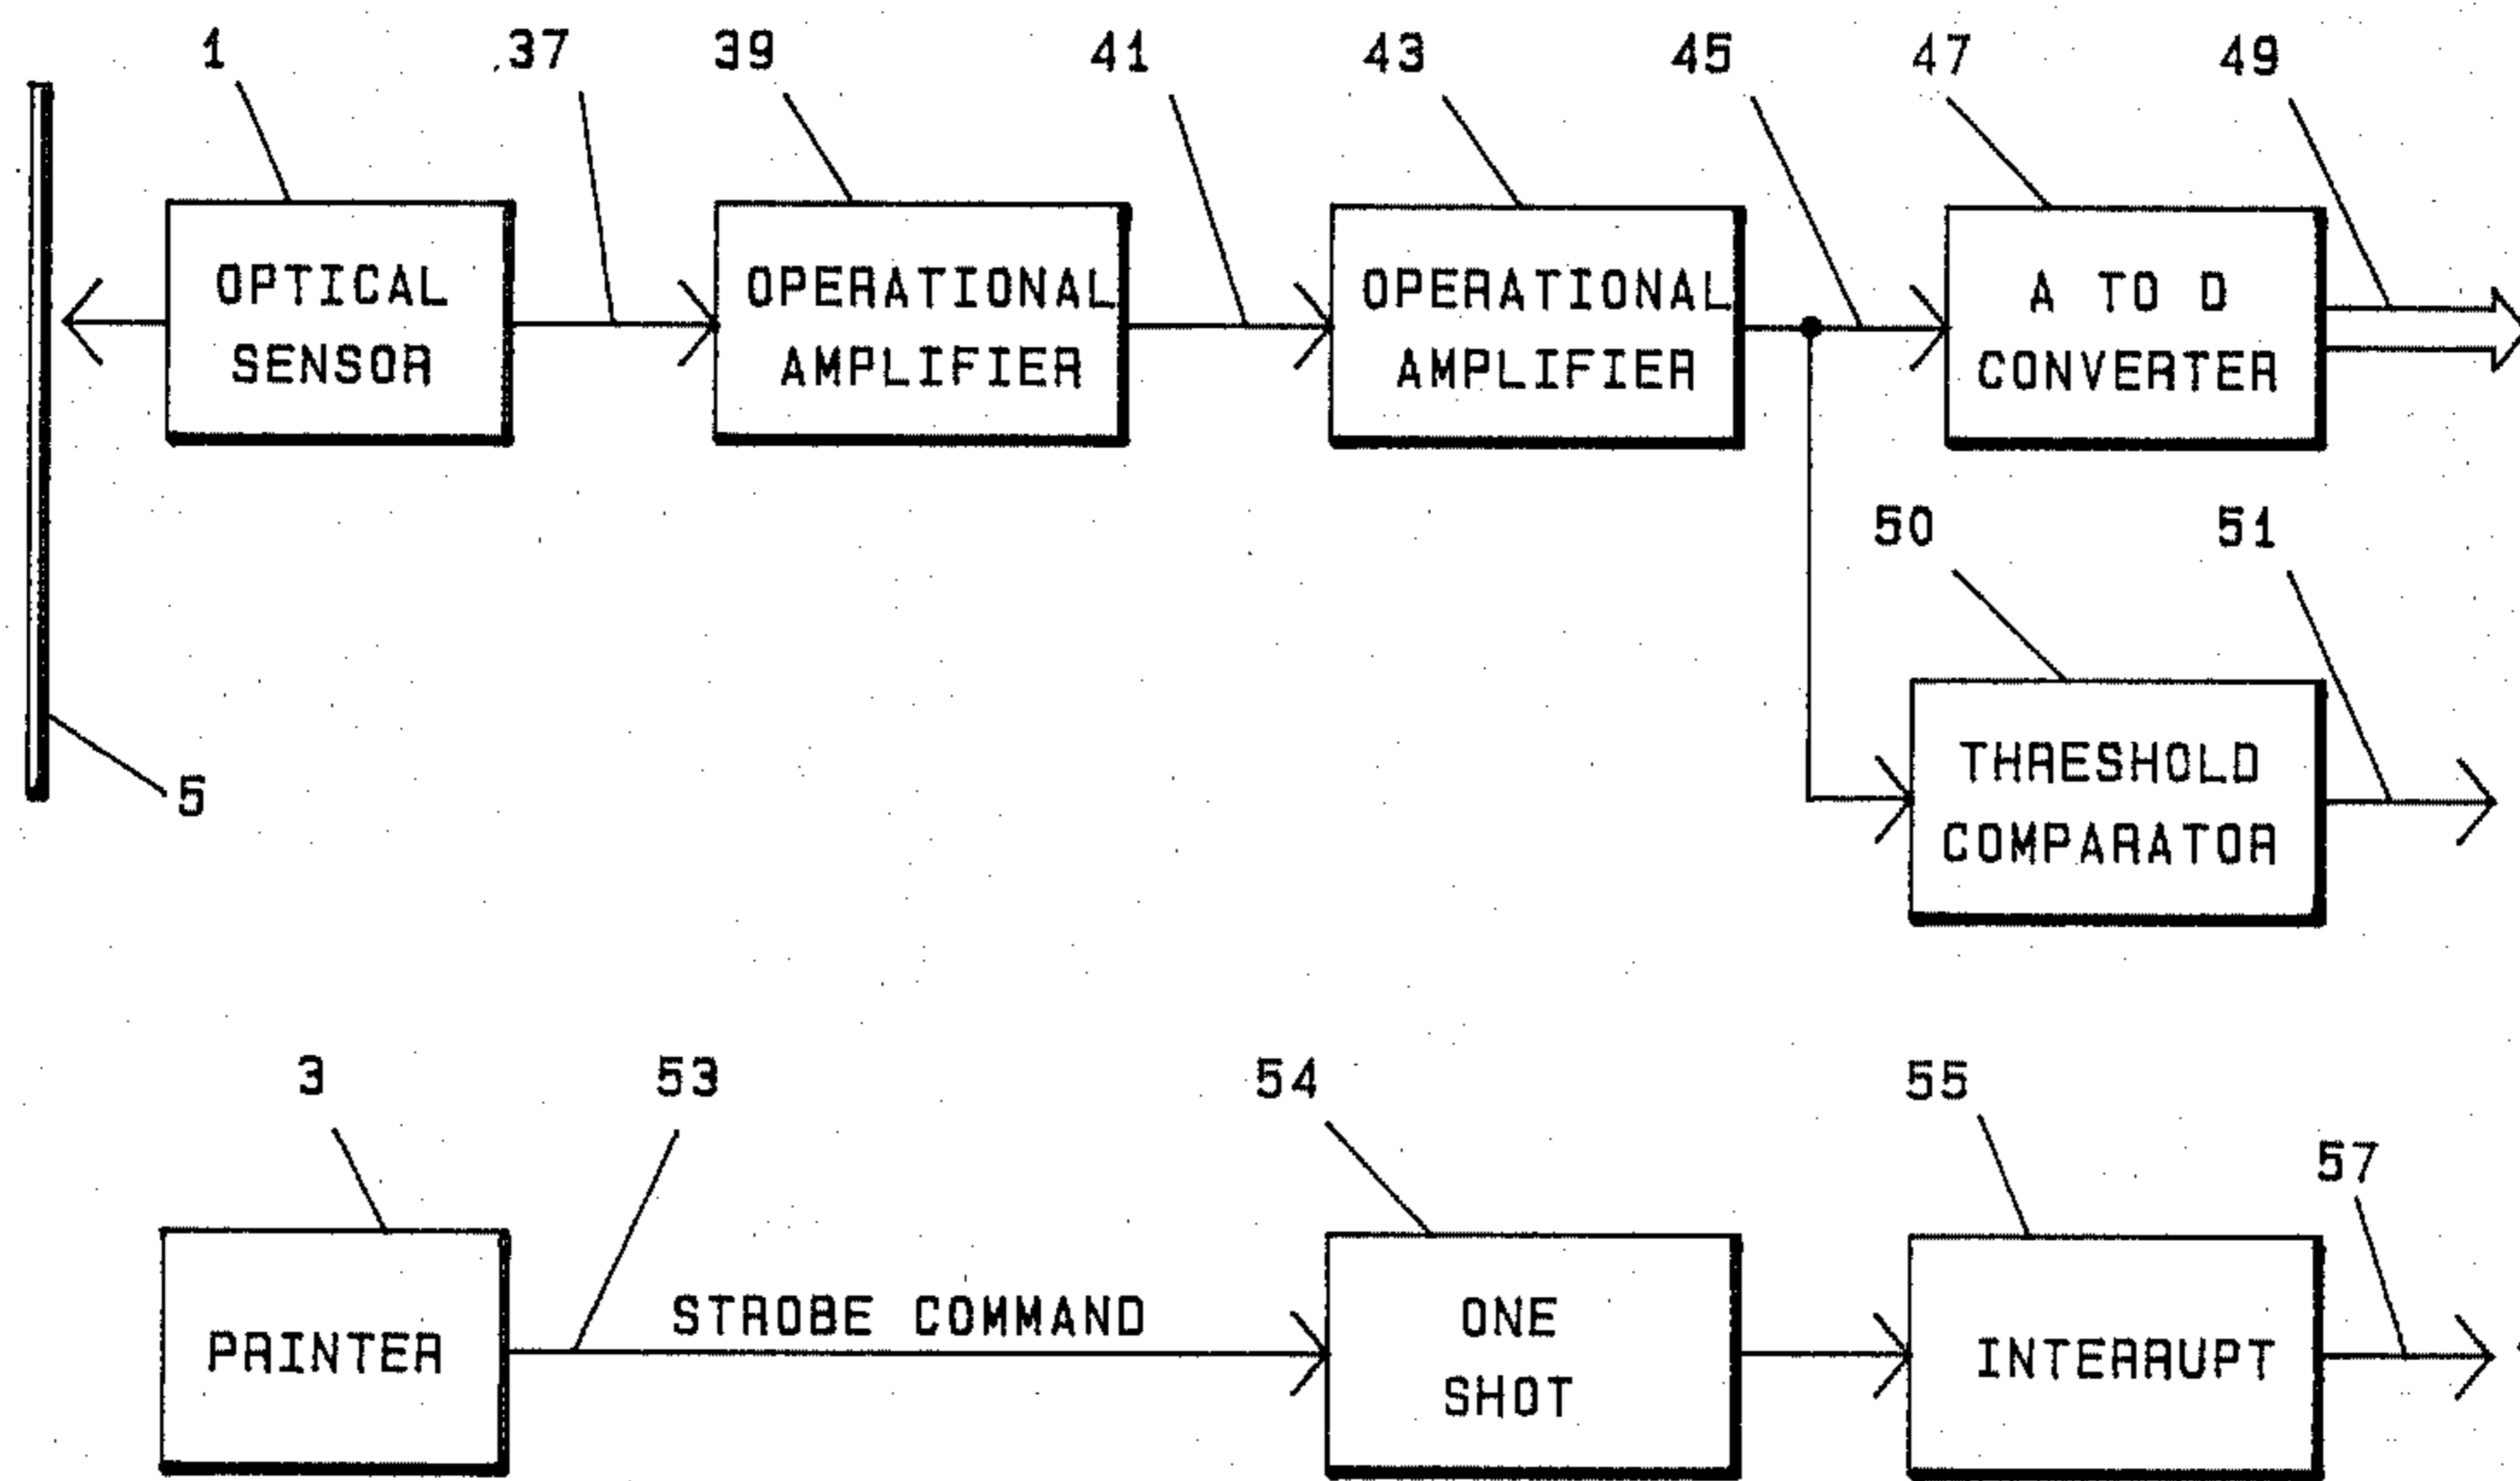 1 37 39 41 43 45 47 49
OPTICAL
SENSOR
OPERATIONAL
AMPLIFIER
OPERATIONAL
AMPLIFIER
A TO D
CONVERTER
50 51
5
THRESHOLD
COMPARATOR
3 53 54 55
57
PRINTER
STROBE COMMAND
ONE
SHOT
INTERRUPT